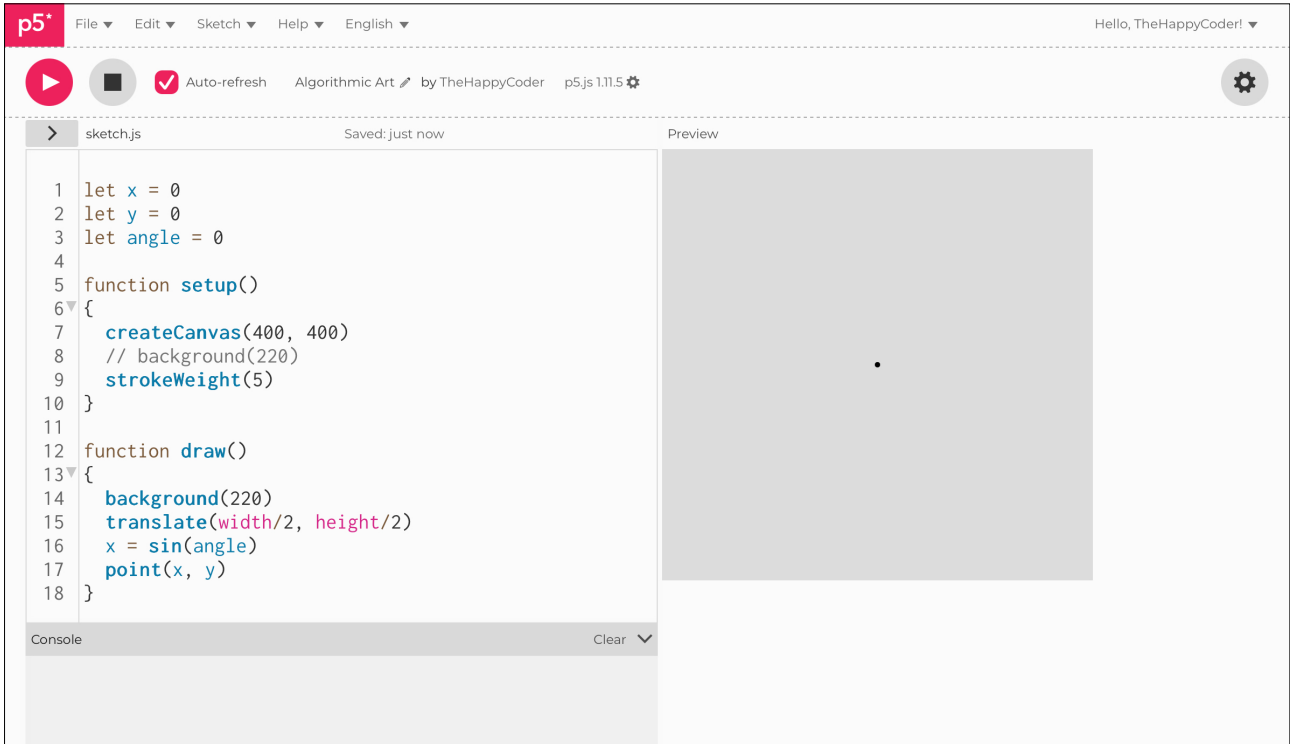 p5* File Edit Sketch Help English Hello, TheHappyCoder!
Auto-refresh Algorithmic Art by TheHappyCoder p5.js 1.11.5
sketch.js Saved: just now Preview
1 let x = 0
2 let y = 0
3 let angle = 0
4
5 function setup()
6 {
7   createCanvas(400, 400)
8   // background(220)
9   strokeWeight(5)
10 }
11
12 function draw()
13 {
14   background(220)
15   translate(width/2, height/2)
16   x = sin(angle)
17   point(x, y)
18 }
Console Clear